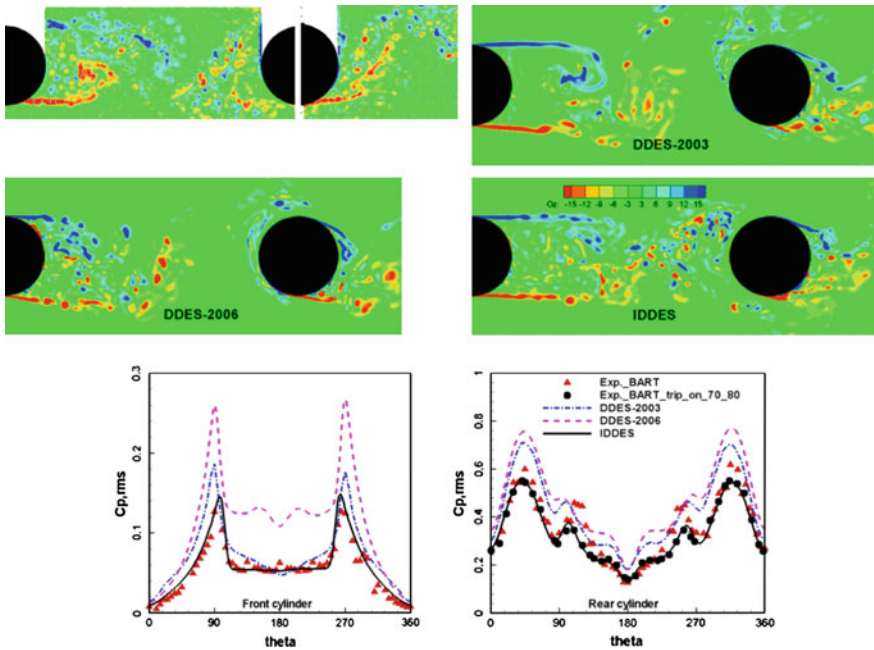 DDES-2003
Oz: -15 -12 -9 -6 -3 3 6 9 12 15
DDES-2006
IDDES
0.3
0.2
0.1
0
Cp,rms
Front cylinder
0 90 180 270 360
theta
1
0.8
0.6
0.4
0.2
0
Cp,rms
Exp._BART
Exp._BART_trip_on_70_80
DDES-2003
DDES-2006
IDDES
Rear cylinder
0 90 180 270 360
theta